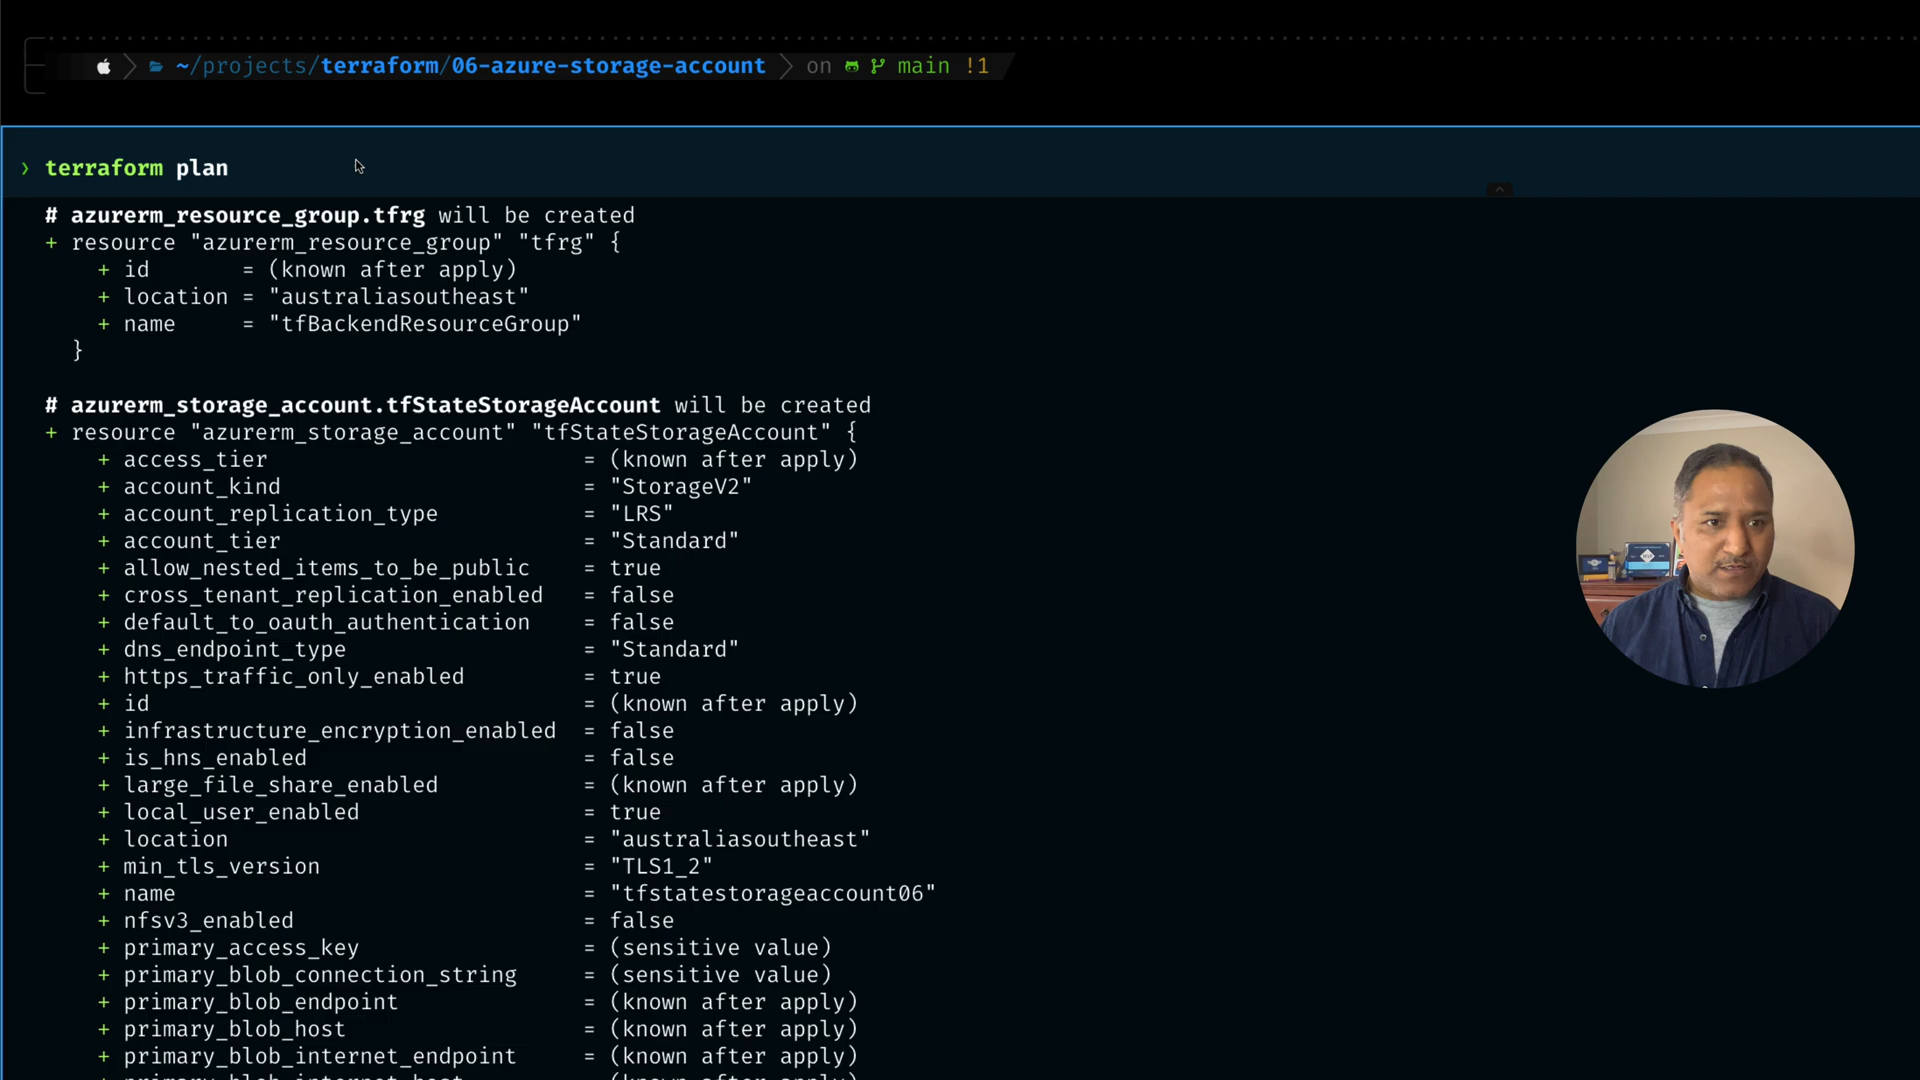 ~/projects/terraform/06-azure-storage-account on main !1
❯ terraform plan
# azurerm_resource_group.tfrg will be created
+ resource "azurerm_resource_group" "tfrg" {
+ id = (known after apply)
+ location = "australiasoutheast"
+ name = "tfBackendResourceGroup"
}
# azurerm_storage_account.tfStateStorageAccount will be created
+ resource "azurerm_storage_account" "tfStateStorageAccount" {
+ access_tier = (known after apply)
+ account_kind = "StorageV2"
+ account_replication_type = "LRS"
+ account_tier = "Standard"
+ allow_nested_items_to_be_public = true
+ cross_tenant_replication_enabled = false
+ default_to_oauth_authentication = false
+ dns_endpoint_type = "Standard"
+ https_traffic_only_enabled = true
+ id = (known after apply)
+ infrastructure_encryption_enabled = false
+ is_hns_enabled = false
+ large_file_share_enabled = (known after apply)
+ local_user_enabled = true
+ location = "australiasoutheast"
+ min_tls_version = "TLS1_2"
+ name = "tfstatestorageaccount06"
+ nfsv3_enabled = false
+ primary_access_key = (sensitive value)
+ primary_blob_connection_string = (sensitive value)
+ primary_blob_endpoint = (known after apply)
+ primary_blob_host = (known after apply)
+ primary_blob_internet_endpoint = (known after apply)
+ primary_blob_internet_host = (known after apply)